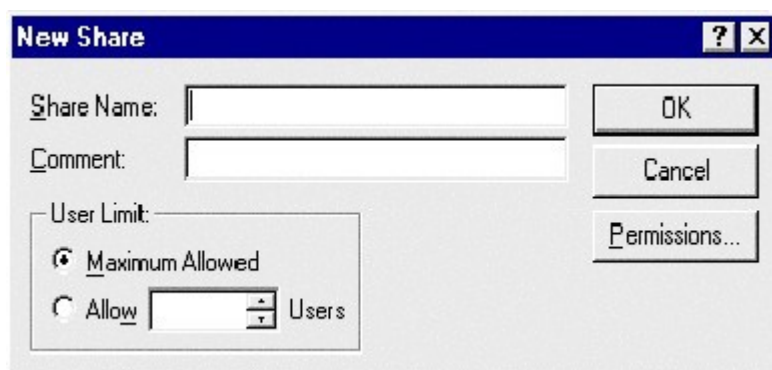 New Share
Share Name:
OK
Comment:
Cancel
User Limit:
Permissions...
Maximum Allowed
Allow Users